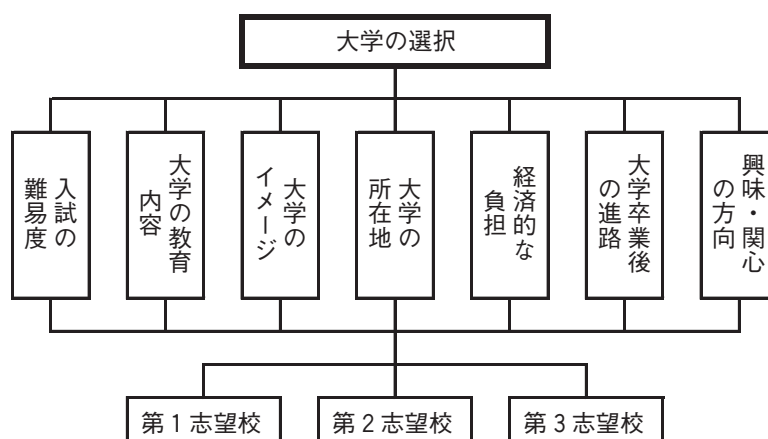 大学の選択
入試の
難易度
大学の教育
内容
大学の
イメージ
大学の
所在地
経済的な
負担
大学卒業後
の進路
興味・関心
の方向
第1志望校
第2志望校
第3志望校